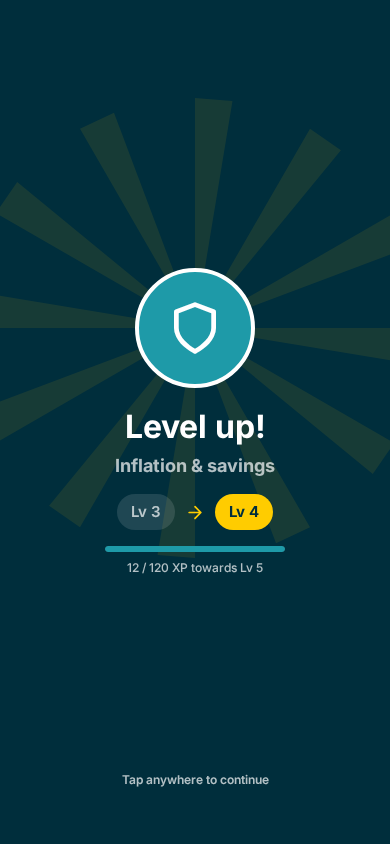 Level up!
Inflation & savings
Lv 3 → Lv 4
12 / 120 XP towards Lv 5
Tap anywhere to continue